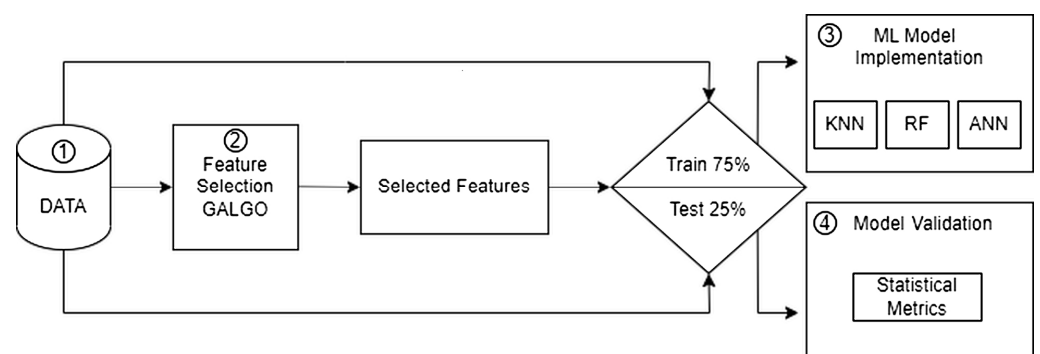 ①
DATA
②
Feature
Selection
GALGO
Selected Features
Train 75%
Test 25%
③ ML Model
Implementation
KNN RF ANN
④ Model Validation
Statistical
Metrics